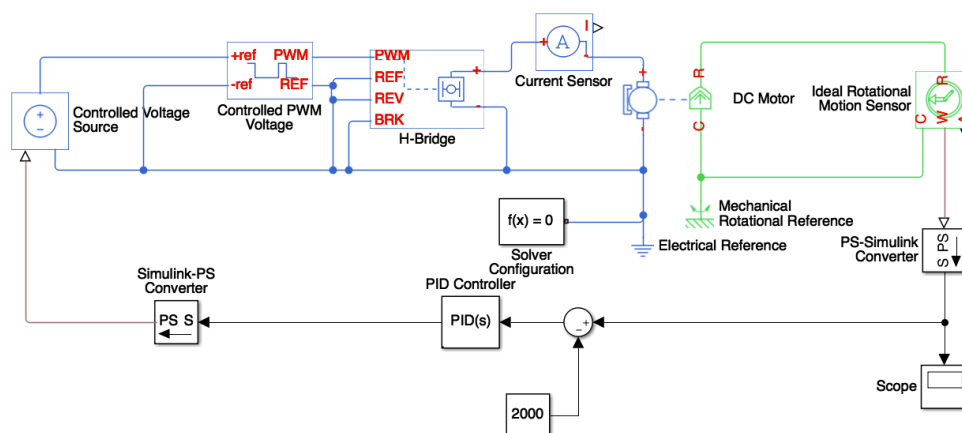 I
A
+
-
Current Sensor
+ref PWM
-ref REF
Controlled PWM
Voltage
PWM
REF
REV
BRK
+
-
H-Bridge
+
-
R
C
DC Motor
Ideal Rotational
Motion Sensor
R
C
W
A
+
-
Controlled Voltage
Source
Mechanical
Rotational Reference
f(x) = 0
Solver
Configuration
Electrical Reference
PS-Simulink
Converter
S PS
Simulink-PS
Converter
PS S
PID Controller
PID(s)
-
+
2000
Scope